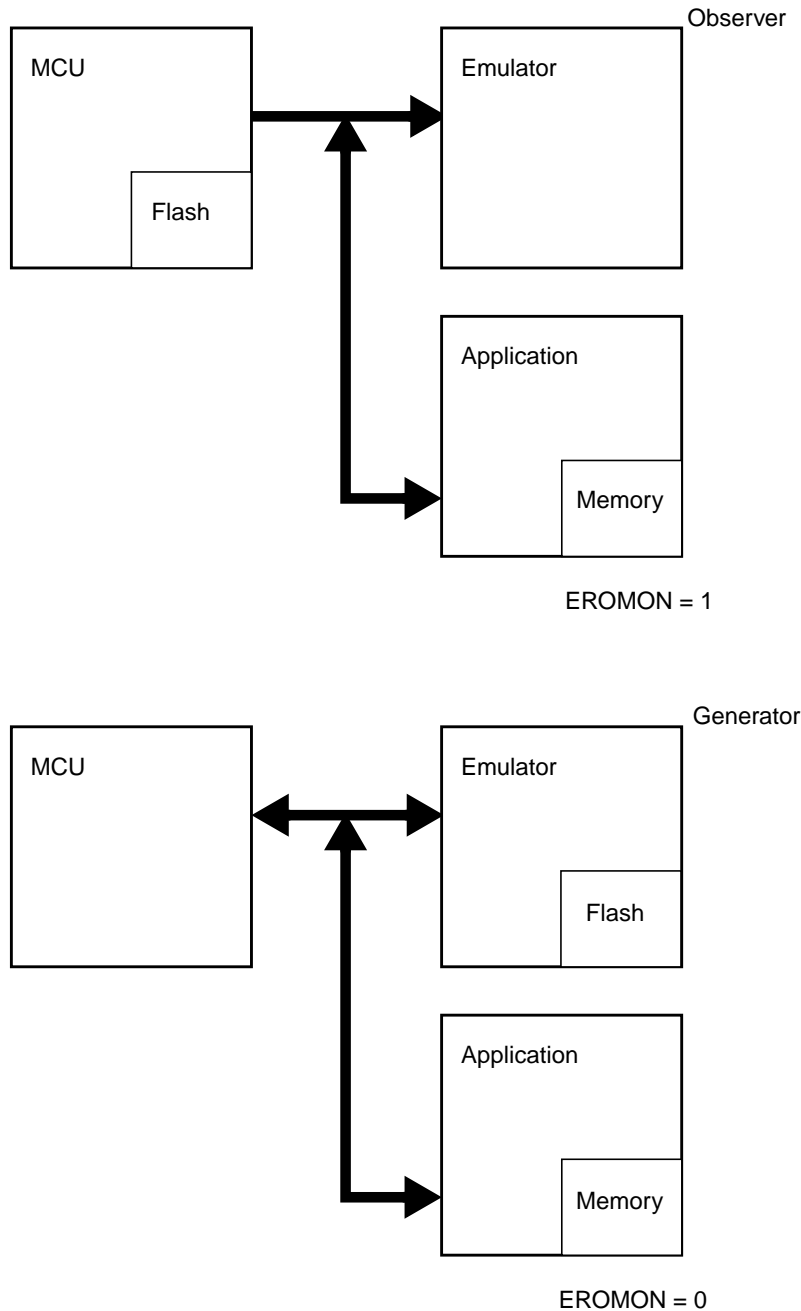 Observer
MCU
Emulator
Flash
Application
Memory
EROMON = 1
Generator
MCU
Emulator
Flash
Application
Memory
EROMON = 0